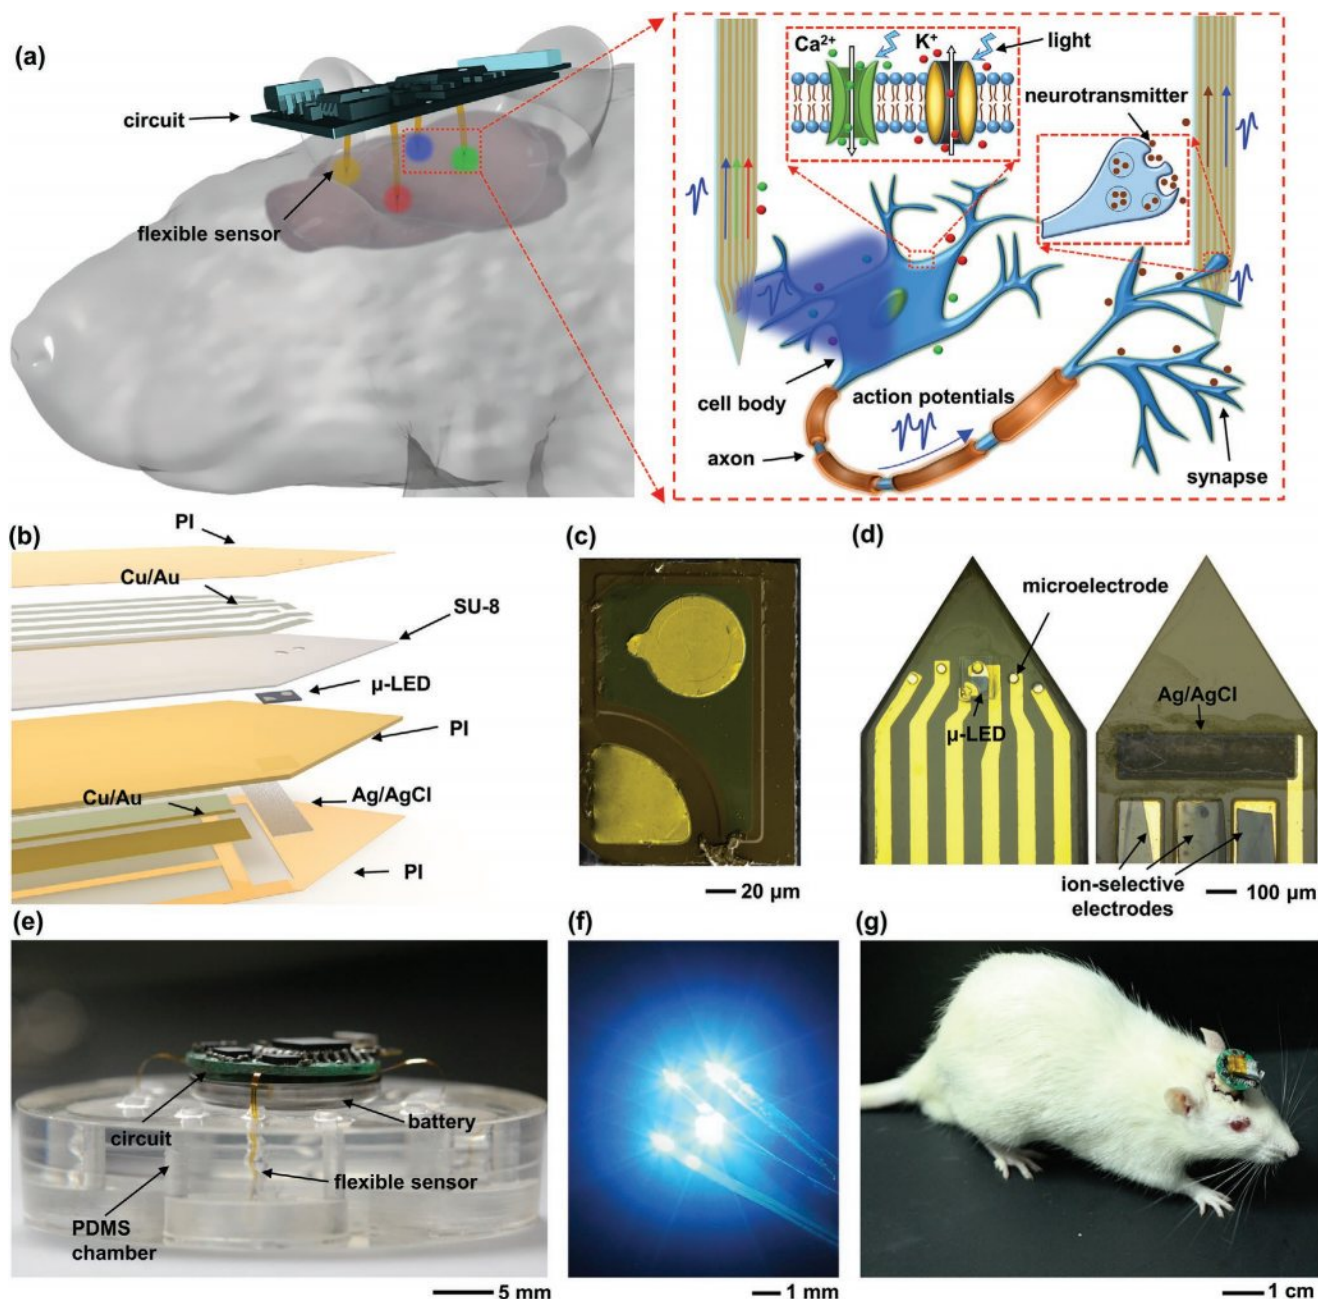 (a)
circuit
flexible sensor
Ca²⁺
K⁺
light
neurotransmitter
cell body
action potentials
axon
synapse
(b)
PI
Cu/Au
SU-8
μ-LED
PI
Cu/Au
Ag/AgCl
PI
(c)
20 μm
(d)
microelectrode
μ-LED
Ag/AgCl
ion-selective
electrodes
100 μm
(e)
circuit
battery
flexible sensor
PDMS
chamber
5 mm
(f)
1 mm
(g)
1 cm